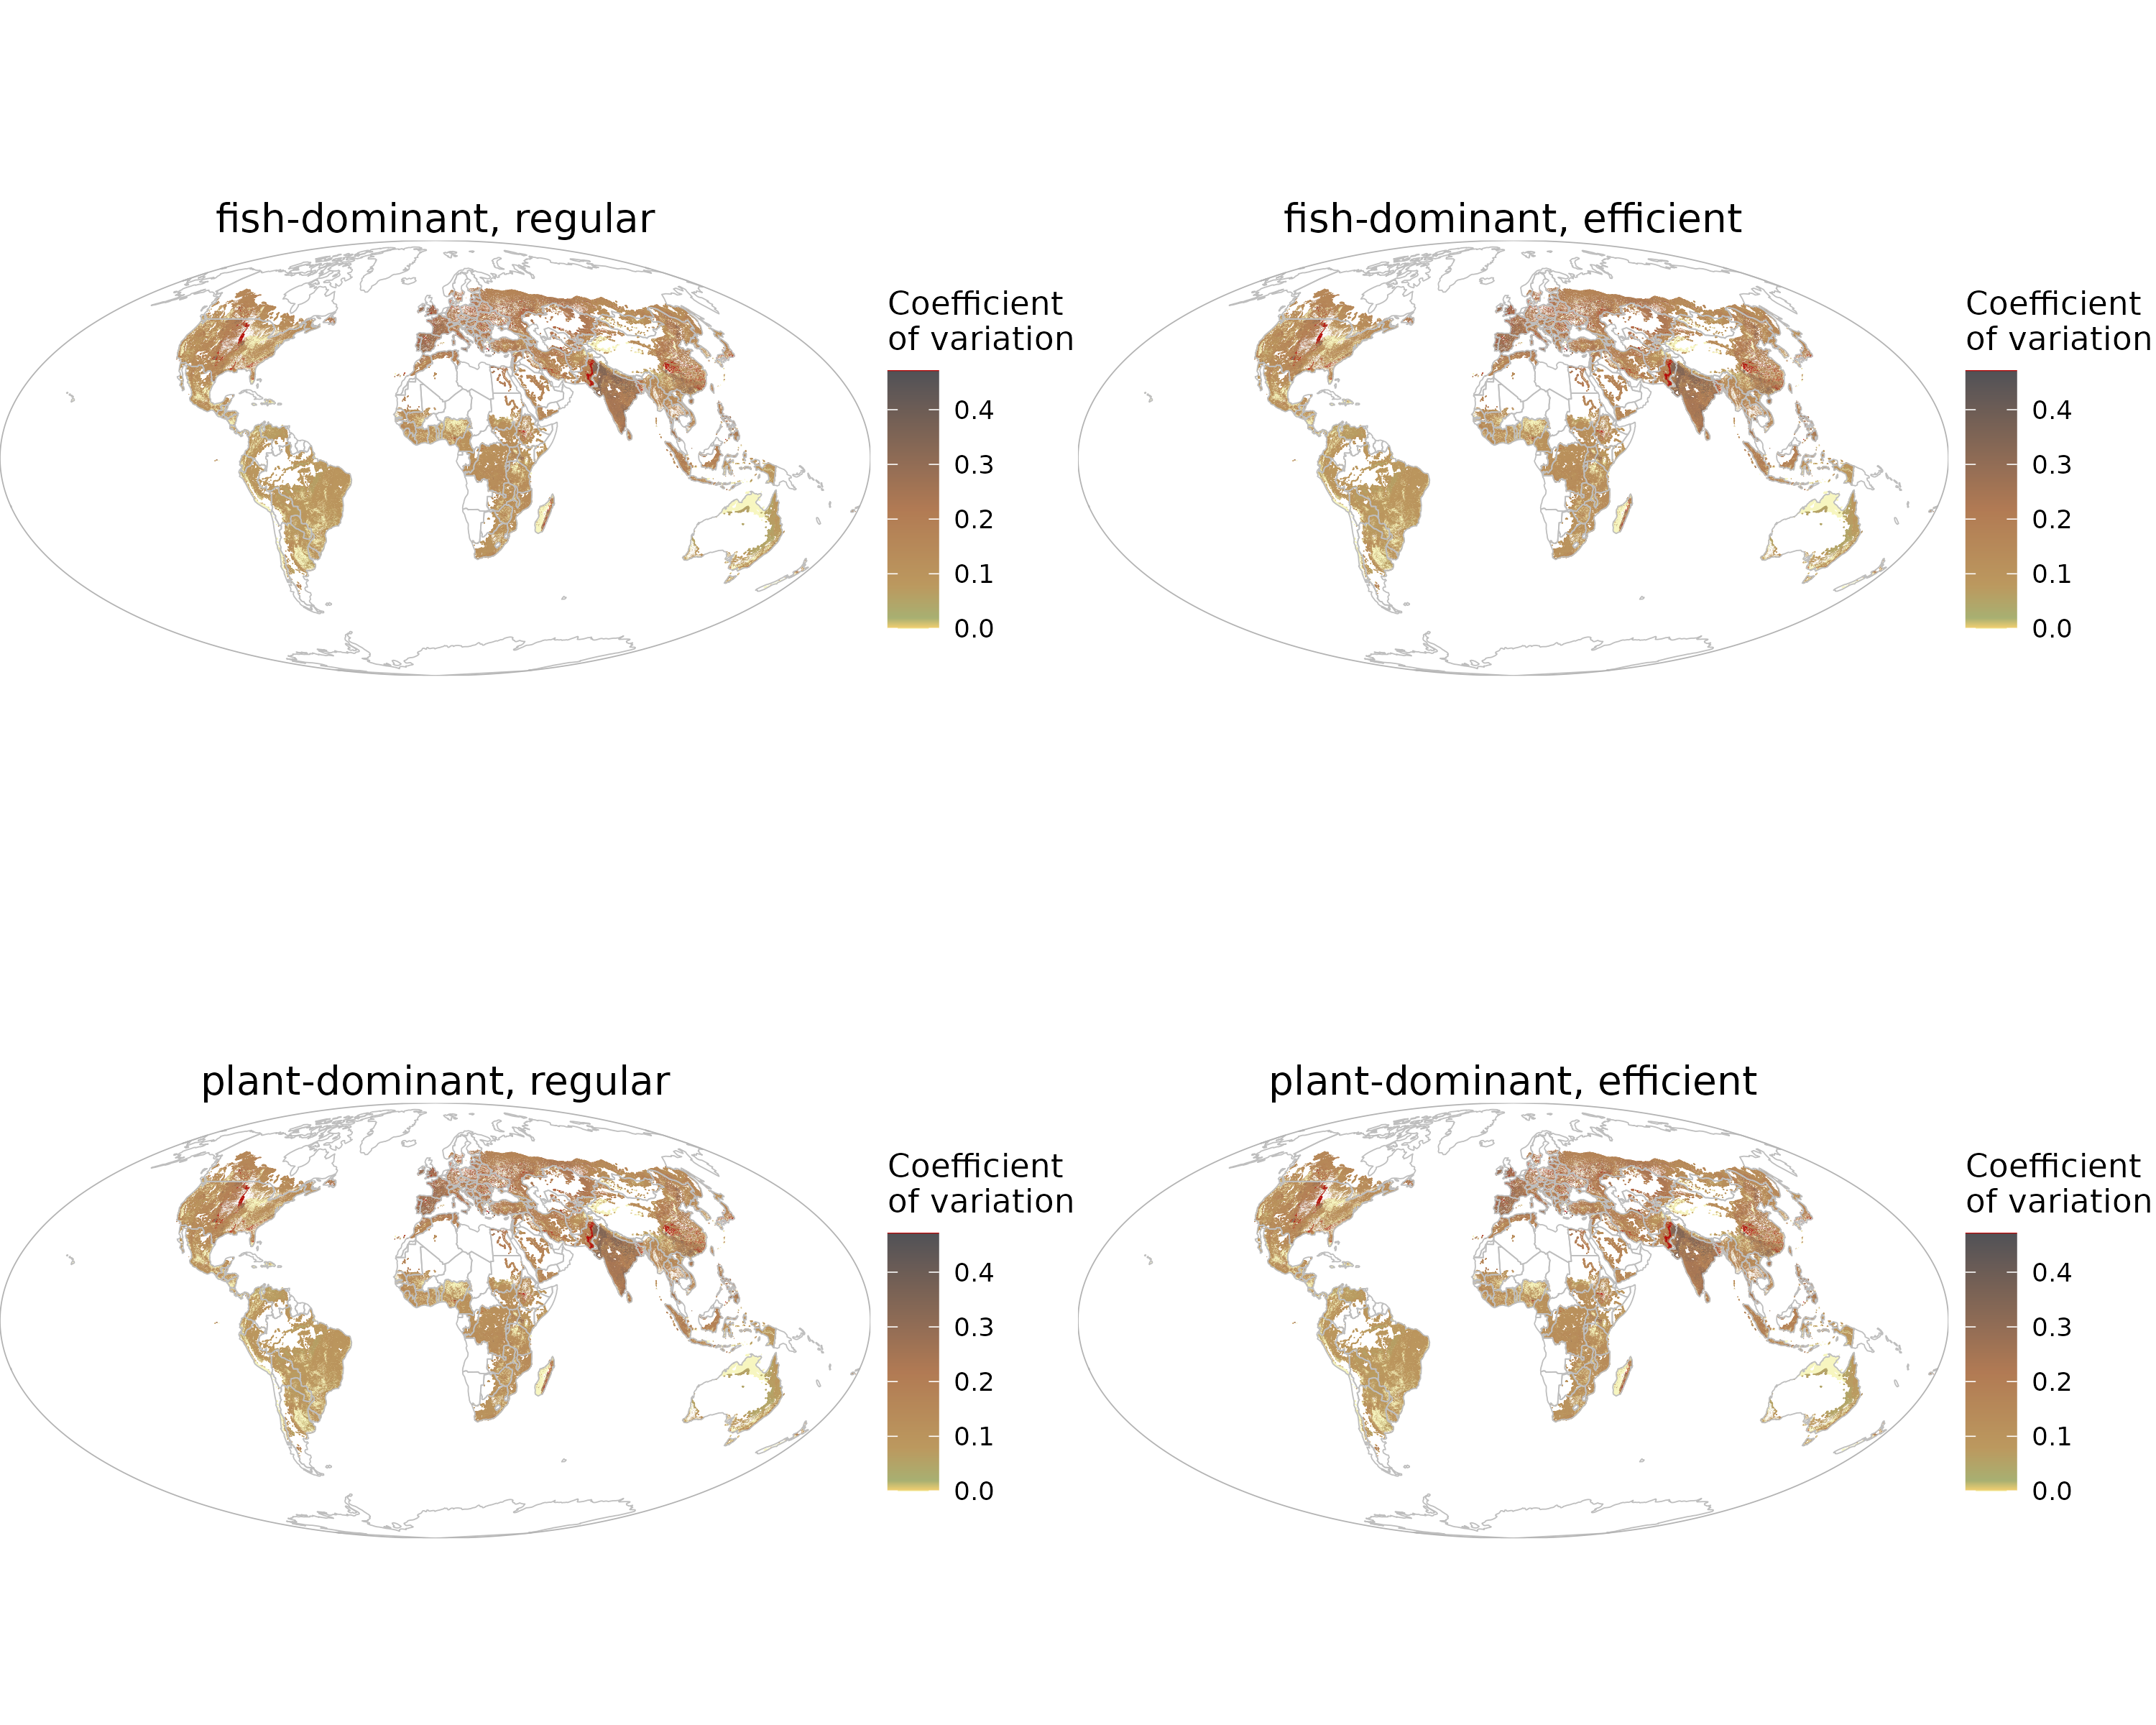 fish-dominant, regular
Coefficient
of variation
0.4
0.3
0.2
0.1
0.0
fish-dominant, efficient
Coefficient
of variation
0.4
0.3
0.2
0.1
0.0
plant-dominant, regular
Coefficient
of variation
0.4
0.3
0.2
0.1
0.0
plant-dominant, efficient
Coefficient
of variation
0.4
0.3
0.2
0.1
0.0